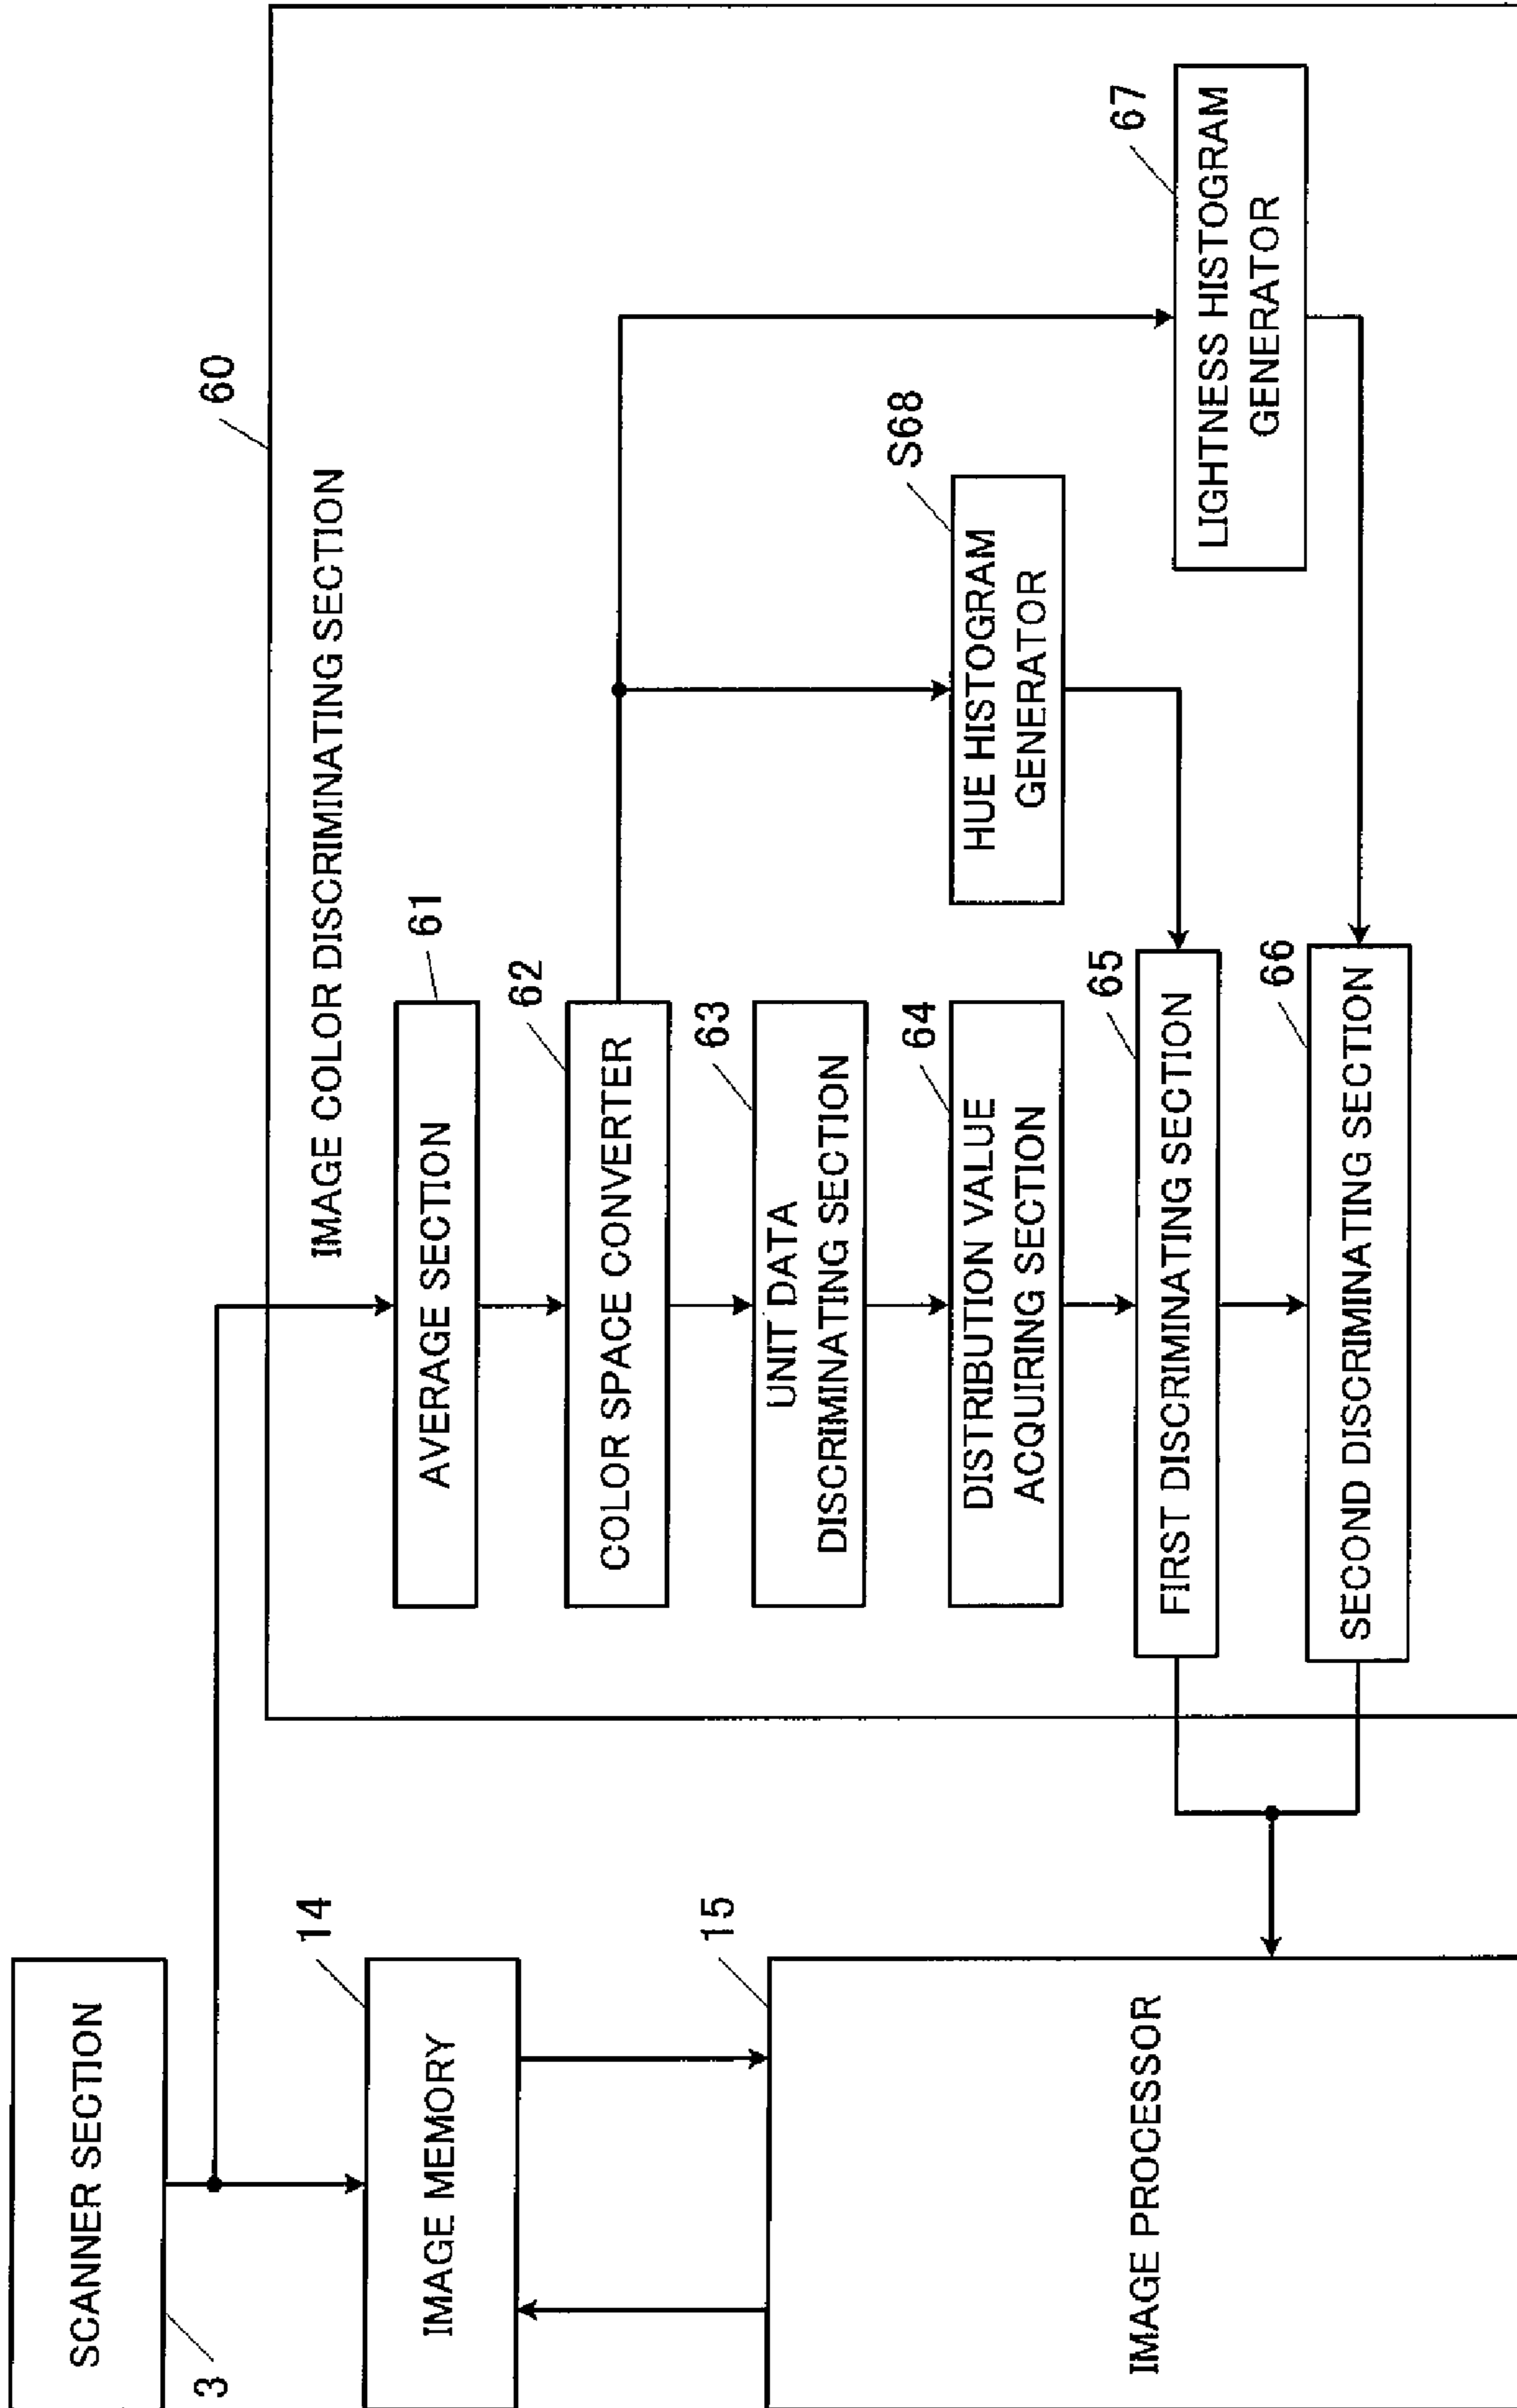 SCANNER SECTION
3
14
IMAGE MEMORY
15
IMAGE PROCESSOR
60
IMAGE COLOR DISCRIMINATING SECTION
61
AVERAGE SECTION
62
COLOR SPACE CONVERTER
63
UNIT DATA
DISCRIMINATING SECTION
64
DISTRIBUTION VALUE
ACQUIRING SECTION
65
FIRST DISCRIMINATING SECTION
66
SECOND DISCRIMINATING SECTION
S68
HUE HISTOGRAM
GENERATOR
67
LIGHTNESS HISTOGRAM
GENERATOR